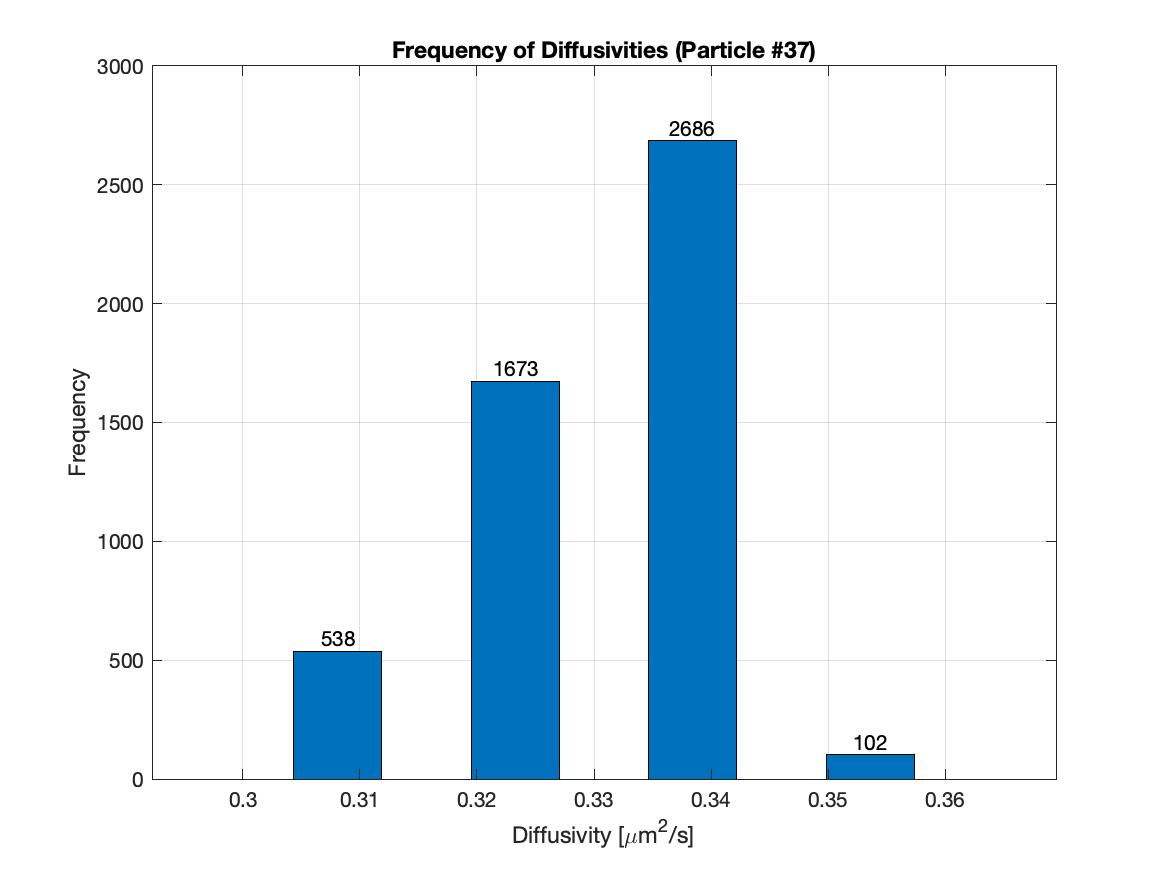 Frequency of Diffusivities (Particle #37)
3000
2500
2000
1500
1000
500
0
Frequency
538
1673
2686
102
0.3 0.31 0.32 0.33 0.34 0.35 0.36
Diffusivity [μm²/s]